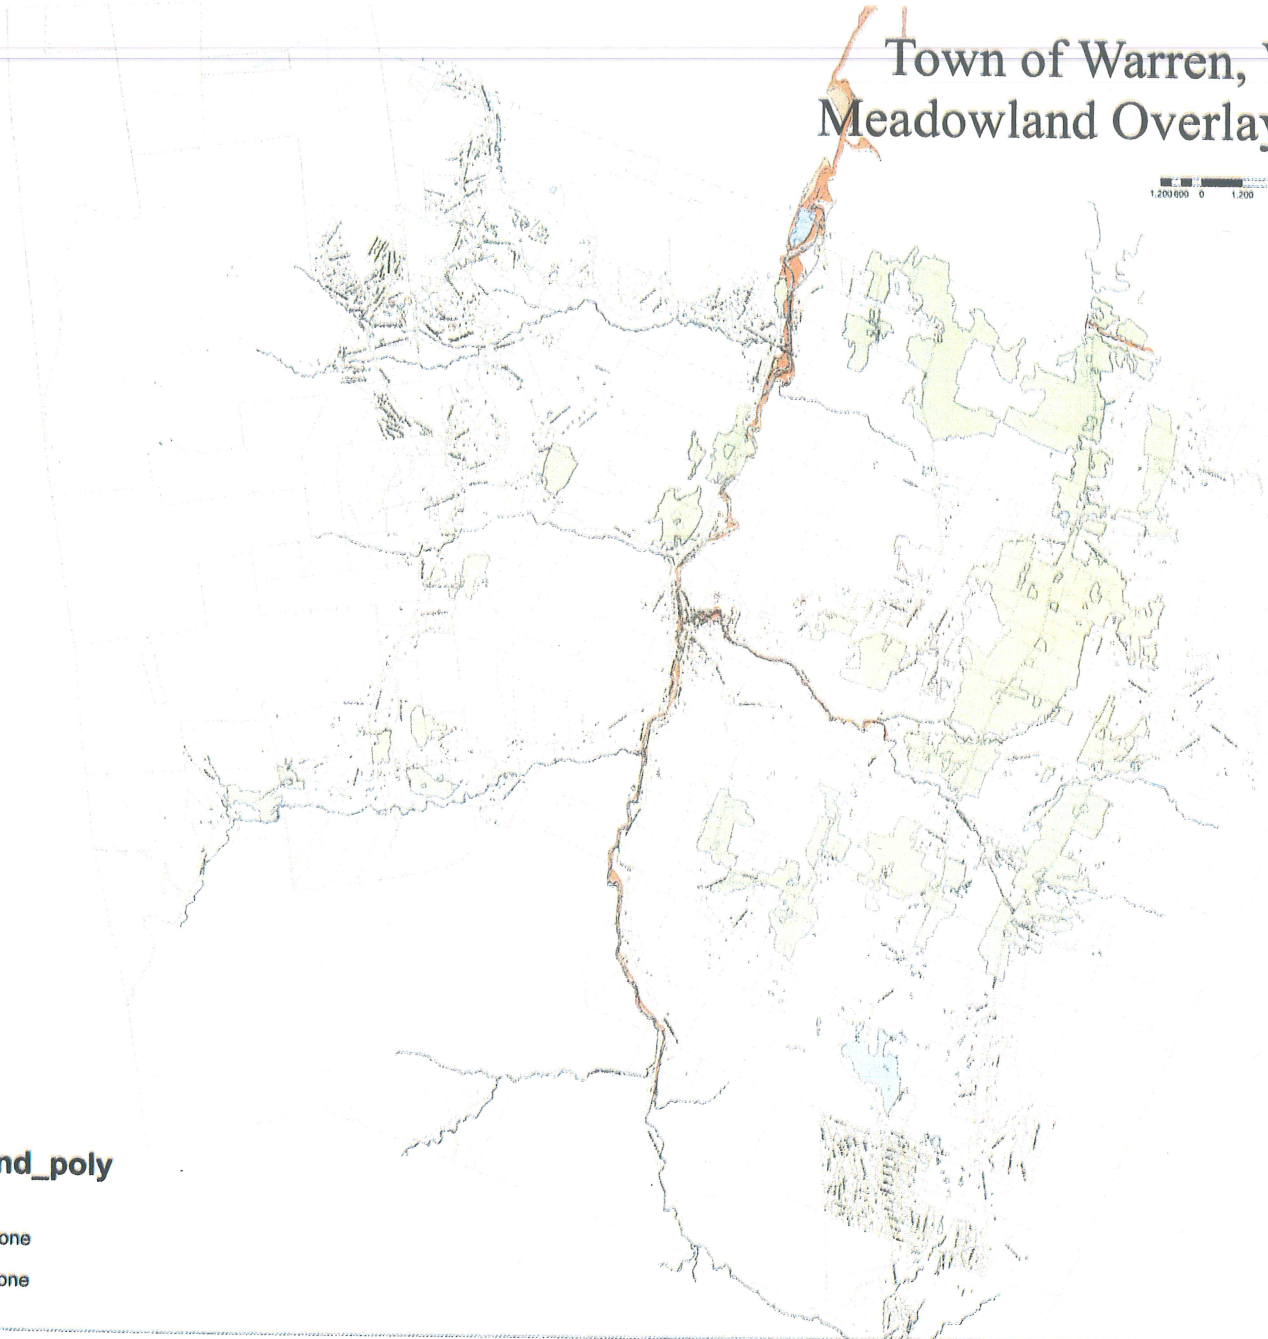 Town of Warren,
Meadowland Overlay
1,200 600 0 1,200
nd_poly
one
one